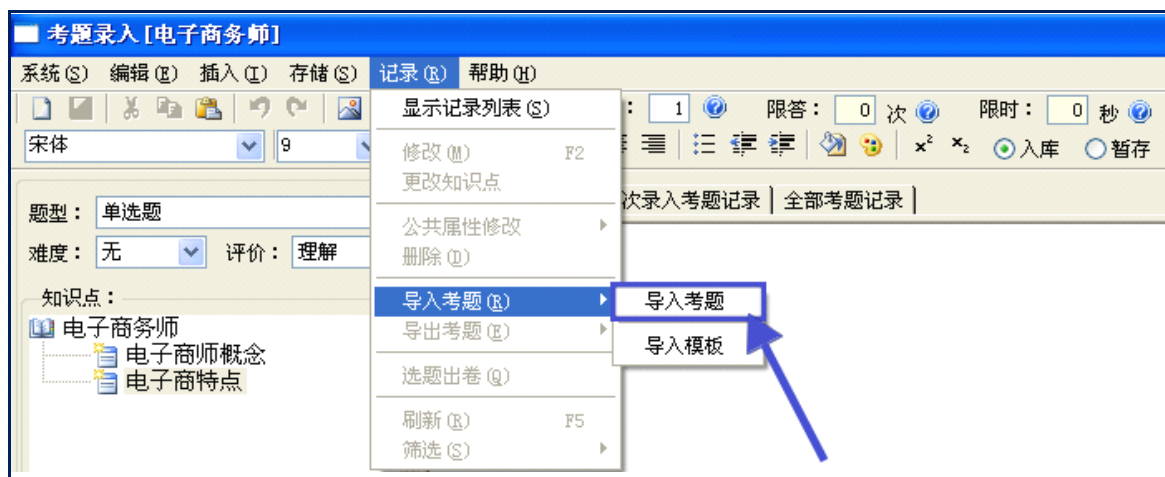 考题录入[电子商务师]
系统(S) 编辑(E) 插入(I) 存储(S) 记录(R) 帮助(H)
: 1 限答: 0 次 限时: 0 秒
宋体 9 x² ×₂ 入库 暂存
显示记录列表(S)
修改(M) F2
更改知识点
公共属性修改
删除(D)
导入考题(R)
导出考题(E)
选题出卷(Q)
刷新(R) F5
筛选(S)
导入考题
导入模板
次录入考题记录 全部考题记录
题型: 单选题
难度: 无 评价: 理解
知识点:
电子商务师
电子商师概念
电子商特点